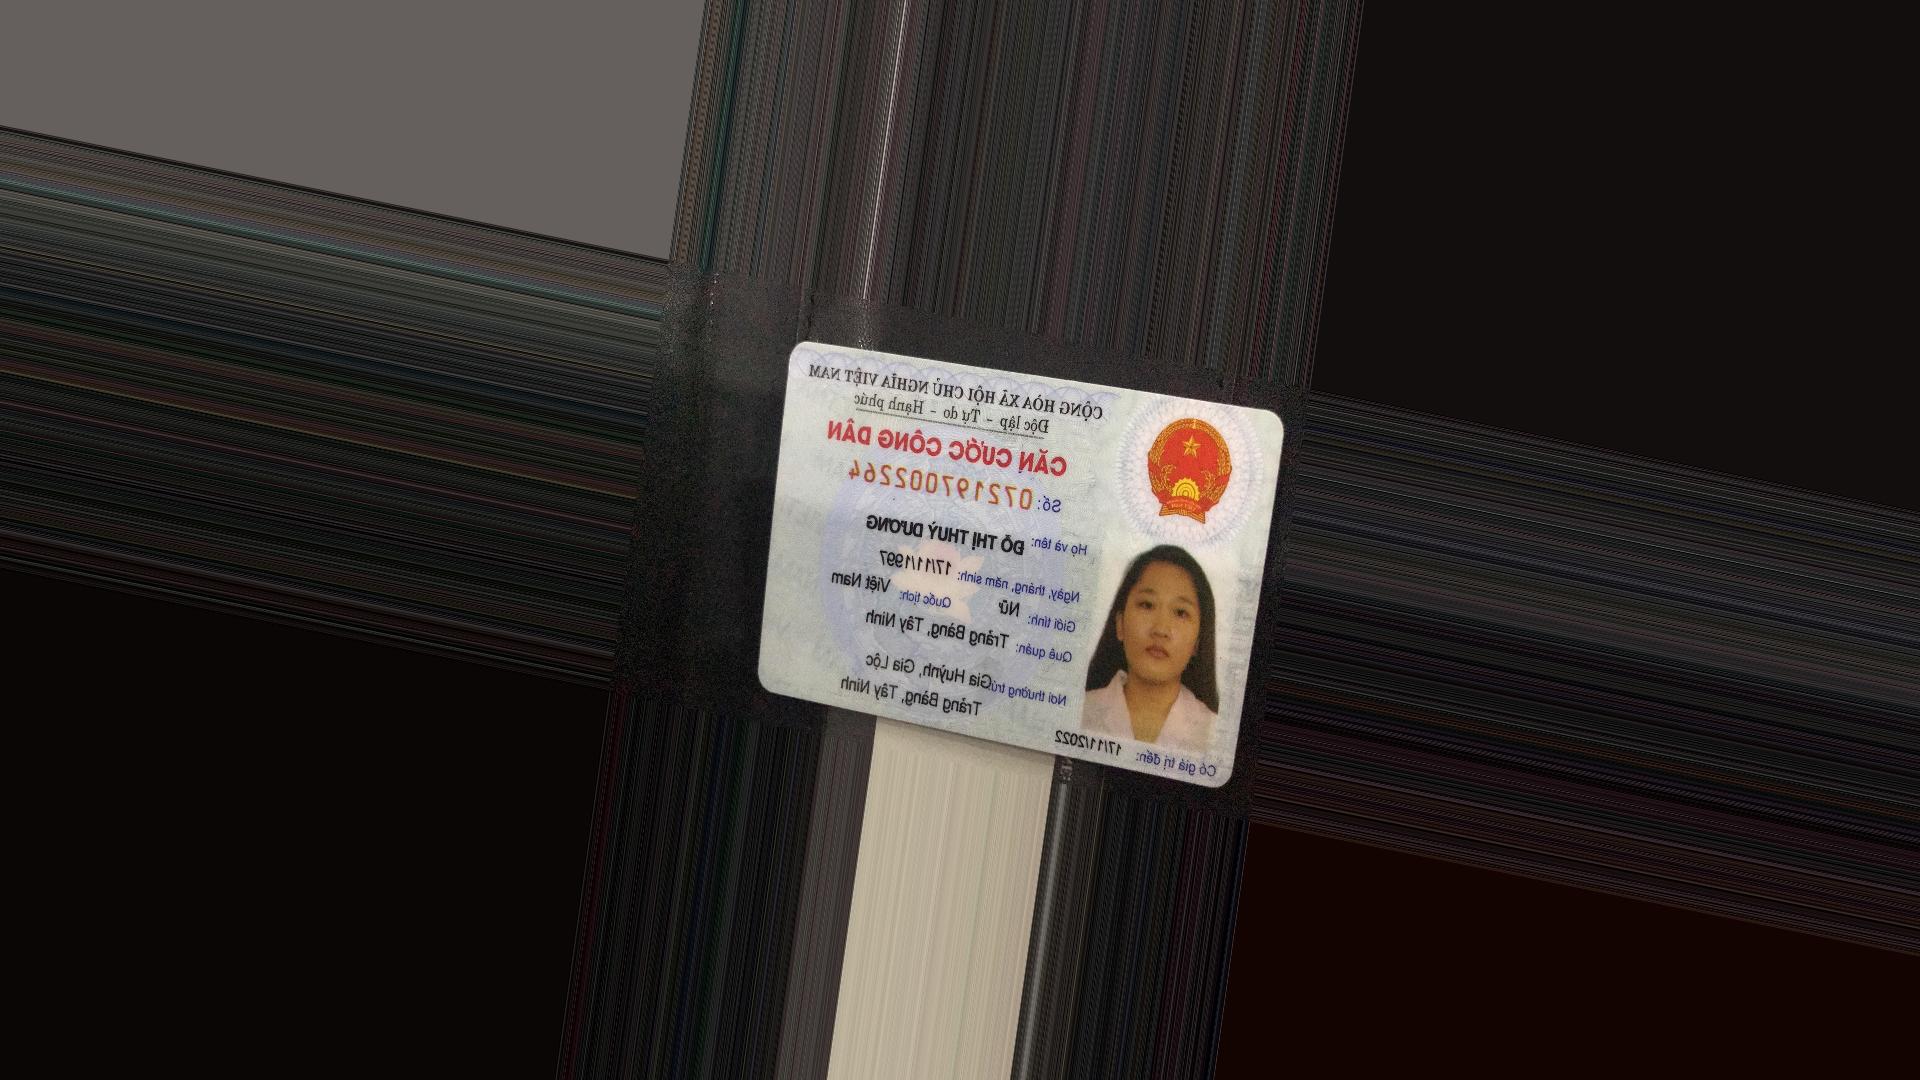 CỘNG HÒA XÃ HỘI CHỦ NGHĨA VIỆT NAM
Độc lập - Tự do - Hạnh phúc
CĂN CƯỚC CÔNG DÂN
Số: 072197002264
Họ và tên: ĐỖ THỊ THUỲ DƯƠNG
Ngày, tháng, năm sinh: 17/11/1997
Giới tính: Nữ Quốc tịch: Việt Nam
Quê quán: Trảng Bàng, Tây Ninh
Nơi thường trú: Gia Huỳnh, Gia Lộc
Trảng Bàng, Tây Ninh
Có giá trị đến: 17/11/2022